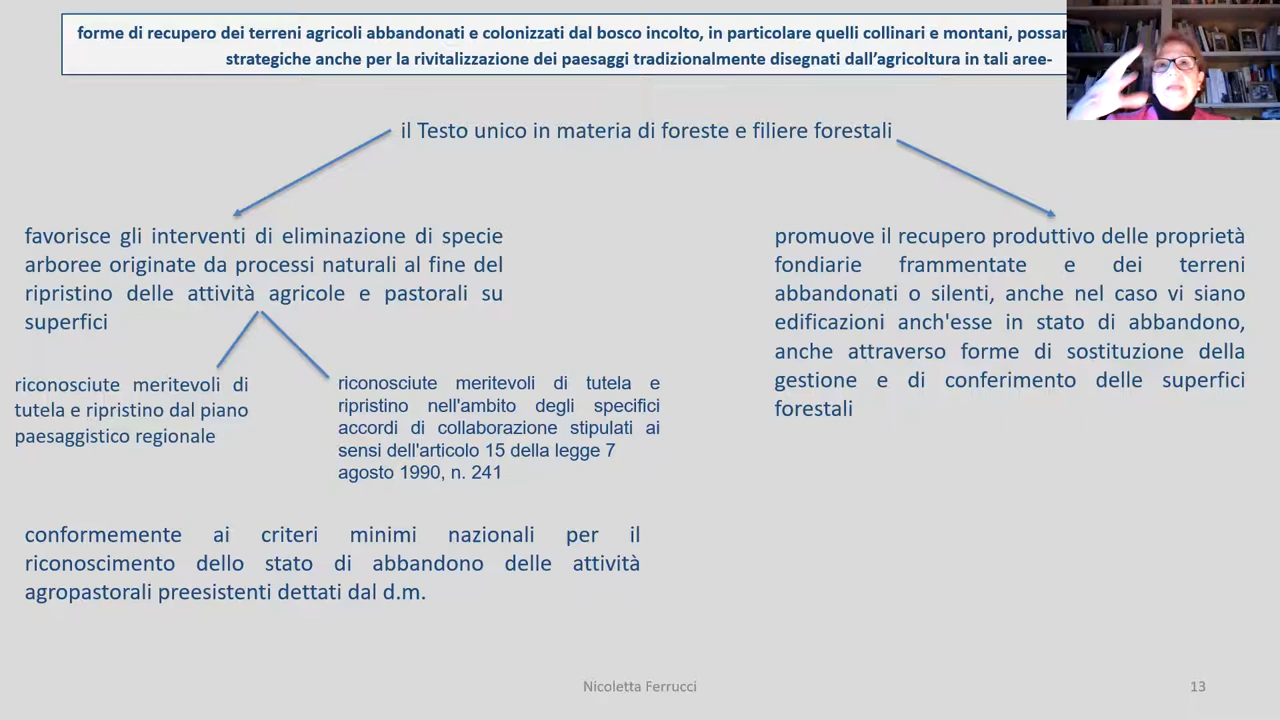 forme di recupero dei terreni agricoli abbandonati e colonizzati dal bosco incolto, in particolare quelli collinari e montani,
strategiche anche per la rivitalizzazione dei paesaggi tradizionalmente disegnati dall’agricoltura in tali aree-
il Testo unico in materia di foreste e filiere forestali
favorisce gli interventi di eliminazione di specie
arboree originate da processi naturali al fine del
ripristino delle attività agricole e pastorali su
superfici
riconosciute meritevoli di
tutela e ripristino dal piano
paesaggistico regionale
riconosciute meritevoli di tutela e
ripristino nell'ambito degli specifici
accordi di collaborazione stipulati ai
sensi dell'articolo 15 della legge 7
agosto 1990, n. 241
conformemente ai criteri minimi nazionali per il
riconoscimento dello stato di abbandono delle attività
agropastorali preesistenti dettati dal d.m.
promuove il recupero produttivo delle proprietà
fondiarie frammentate e dei terreni
abbandonati o silenti, anche nel caso vi siano
edificazioni anch'esse in stato di abbandono,
anche attraverso forme di sostituzione della
gestione e di conferimento delle superfici
forestali
Nicoletta Ferrucci
13